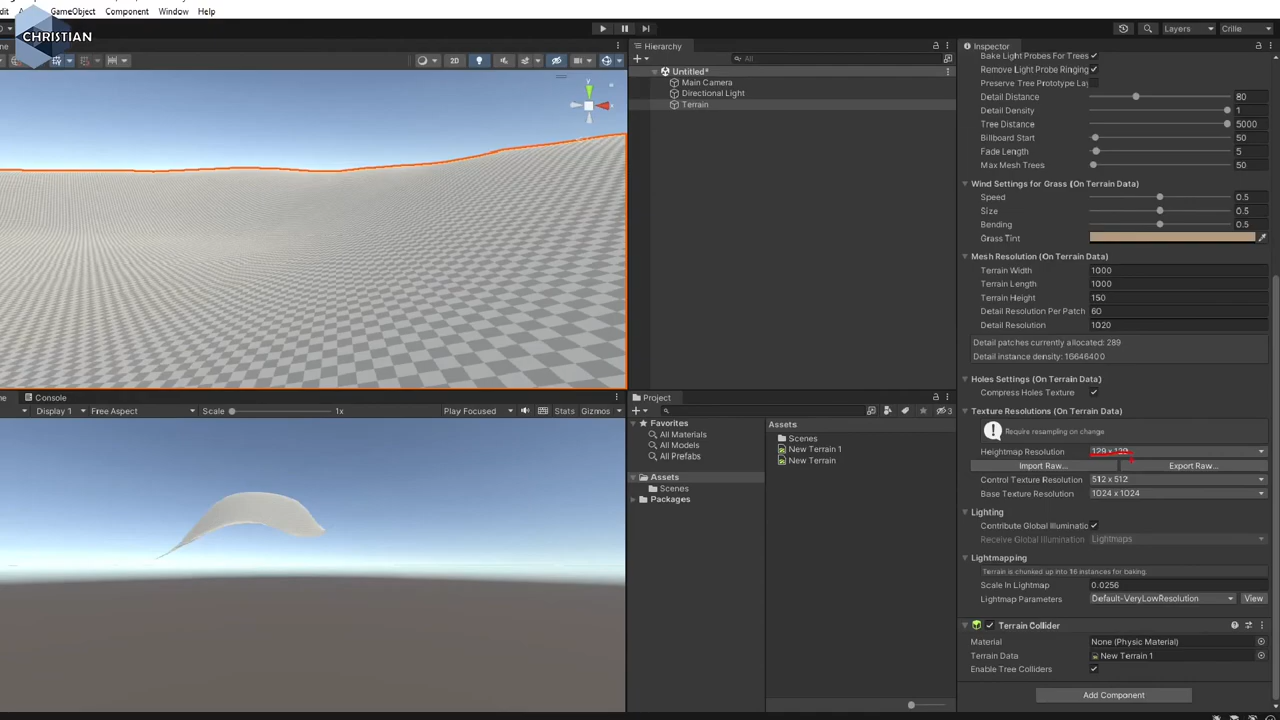 GameObject Component Window Help
CHRISTIAN
Layers Crille
2D
Hierarchy
All
Untitled*
Main Camera
Directional Light
Terrain
Inspector
Bake Light Probes For Trees
Remove Light Probe Ringing
Preserve Tree Prototype Lay
Detail Distance 80
Detail Density 1
Tree Distance 5000
Billboard Start 50
Fade Length 5
Max Mesh Trees 50
Wind Settings for Grass (On Terrain Data)
Speed 0.5
Size 0.5
Bending 0.5
Grass Tint
Mesh Resolution (On Terrain Data)
Terrain Width 1000
Terrain Length 1000
Terrain Height 150
Detail Resolution Per Patch 60
Detail Resolution 1020
Detail patches currently allocated: 289
Detail instance density: 16646400
Holes Settings (On Terrain Data)
Compress Holes Texture
Texture Resolutions (On Terrain Data)
Require resampling on change
Heightmap Resolution 129 x 129
Import Raw... Export Raw...
Control Texture Resolution 512 x 512
Base Texture Resolution 1024 x 1024
Lighting
Contribute Global Illuminatio
Receive Global Illumination Lightmaps
Lightmapping
Terrain is chunked up into 16 instances for baking.
Scale In Lightmap 0.0256
Lightmap Parameters Default-VeryLowResolution View
Terrain Collider
Material None (Physic Material)
Terrain Data New Terrain 1
Enable Tree Colliders
Add Component
Console
Display 1 Free Aspect Scale 1x Play Focused Stats Gizmos
Project
3
Favorites
All Materials
All Models
All Prefabs
Assets
Scenes
Packages
Assets
Scenes
New Terrain 1
New Terrain